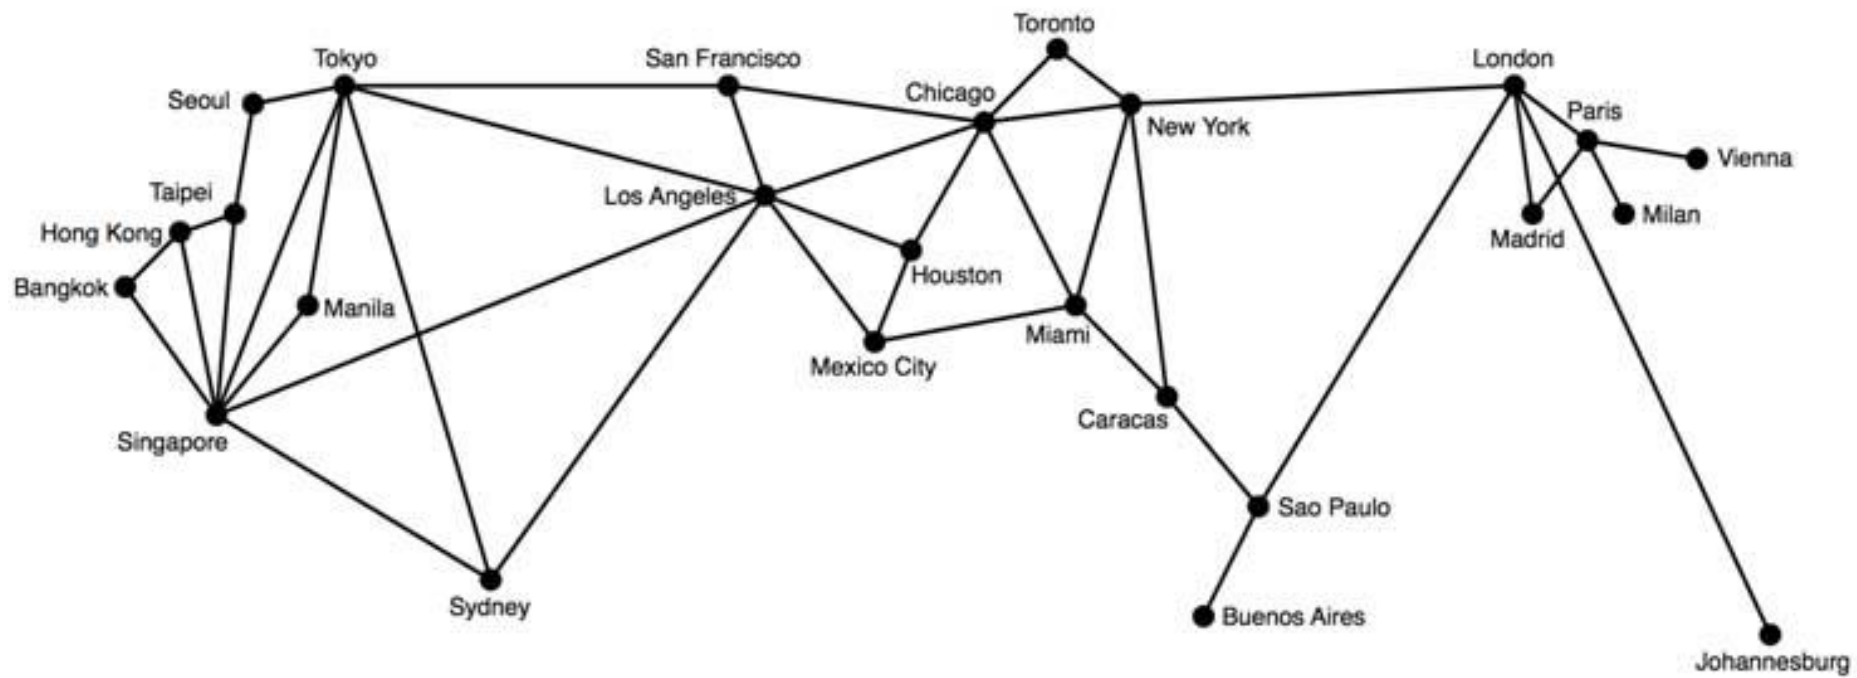 Toronto
Tokyo
San Francisco
London
Seoul
Chicago
Paris
New York
Vienna
Taipei
Los Angeles
Hong Kong
Milan
Madrid
Houston
Bangkok
Manila
Miami
Mexico City
Caracas
Singapore
Sao Paulo
Sydney
Buenos Aires
Johannesburg